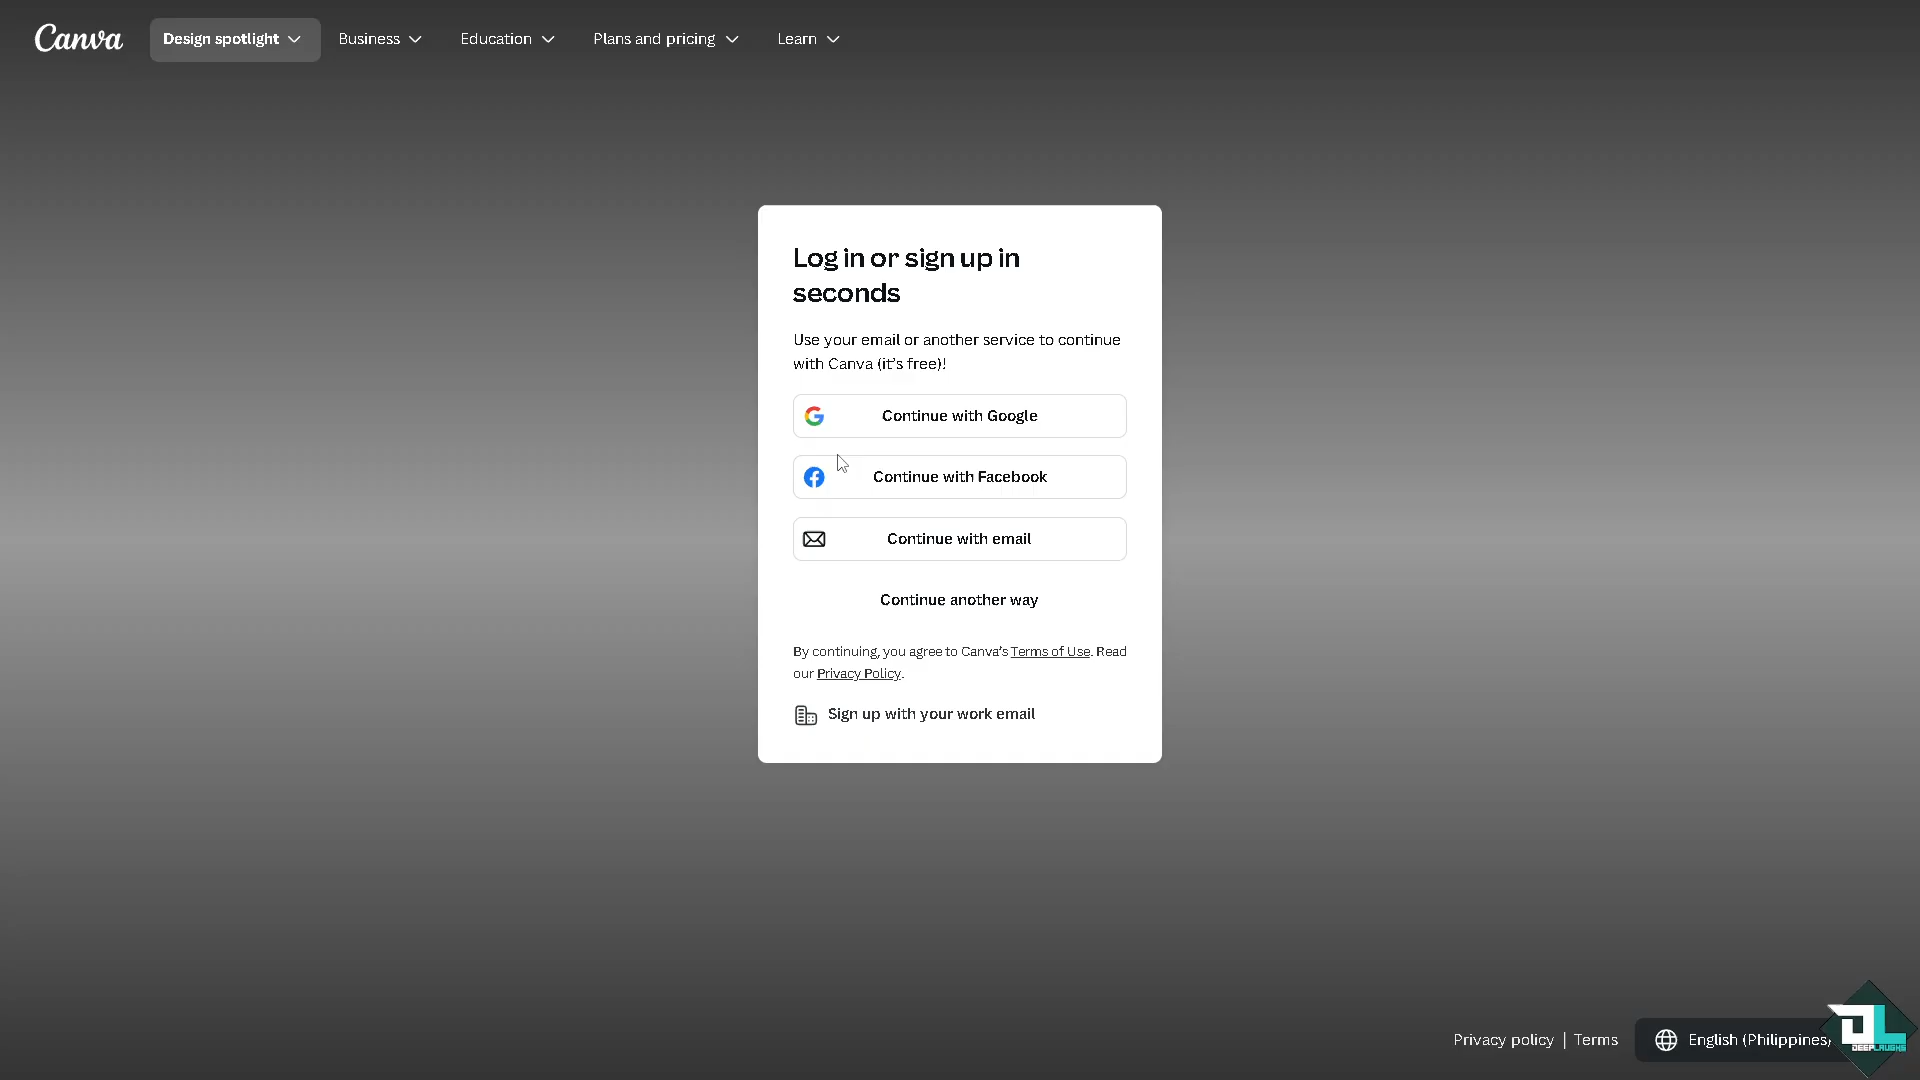 Canva
Design spotlight
Business
Education
Plans and pricing
Learn
Log in or sign up in
seconds
Use your email or another service to continue
with Canva (it's free)!
Continue with Google
Continue with Facebook
Continue with email
Continue another way
By continuing, you agree to Canva's Terms of Use. Read
our Privacy Policy.
Sign up with your work email
Privacy policy | Terms
English (Philippines)
DL
DEEPLAUGHS